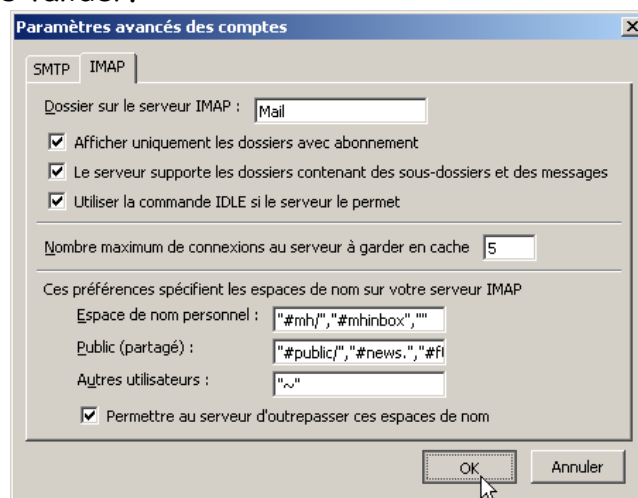 Paramètres avancés des comptes
SMTP IMAP
Dossier sur le serveur IMAP : Mail
Afficher uniquement les dossiers avec abonnement
Le serveur supporte les dossiers contenant des sous-dossiers et des messages
Utiliser la commande IDLE si le serveur le permet
Nombre maximum de connexions au serveur à garder en cache 5
Ces préférences spécifient les espaces de nom sur votre serveur IMAP
Espace de nom personnel : "#mh/","#mhinbox",""
Public (partagé) : "#public/","#news.","#f
Autres utilisateurs : "~"
Permettre au serveur d'outrepasser ces espaces de nom
OK Annuler